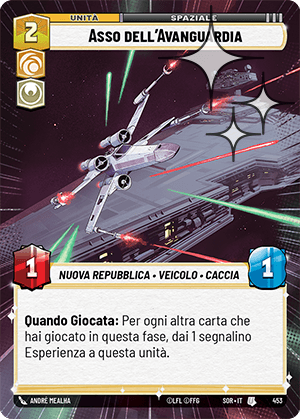 UNITÀ
SPAZIALE
2
ASSO DELL'AVANGUARDIA
1
1
NUOVA REPUBBLICA • VEICOLO • CACCIA
Quando Giocata: Per ogni altra carta che
hai giocato in questa fase, dai 1 segnalino
Esperienza a questa unità.
ANDRÉ MEALHA
©LFL ©FFG
SOR • IT
453